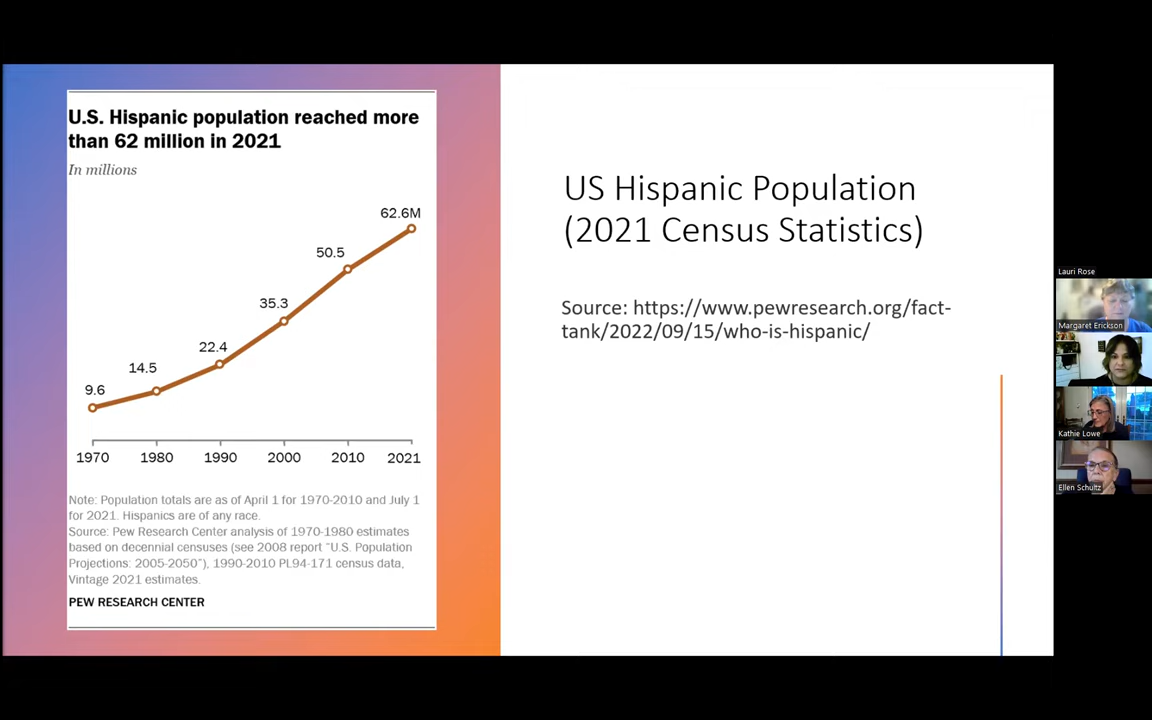 U.S. Hispanic population reached more
than 62 million in 2021
In millions
62.6M
50.5
35.3
22.4
14.5
9.6
1970 1980 1990 2000 2010 2021
Note: Population totals are as of April 1 for 1970-2010 and July 1
for 2021. Hispanics are of any race.
Source: Pew Research Center analysis of 1970-1980 estimates
based on decennial censuses (see 2008 report “U.S. Population
Projections: 2005-2050”), 1990-2010 PL94-171 census data,
Vintage 2021 estimates.
PEW RESEARCH CENTER
US Hispanic Population
(2021 Census Statistics)
Source: https://www.pewresearch.org/fact-
tank/2022/09/15/who-is-hispanic/
Lauri Rose
Margaret Erickson
Kathie Lowe
Ellen Schultz